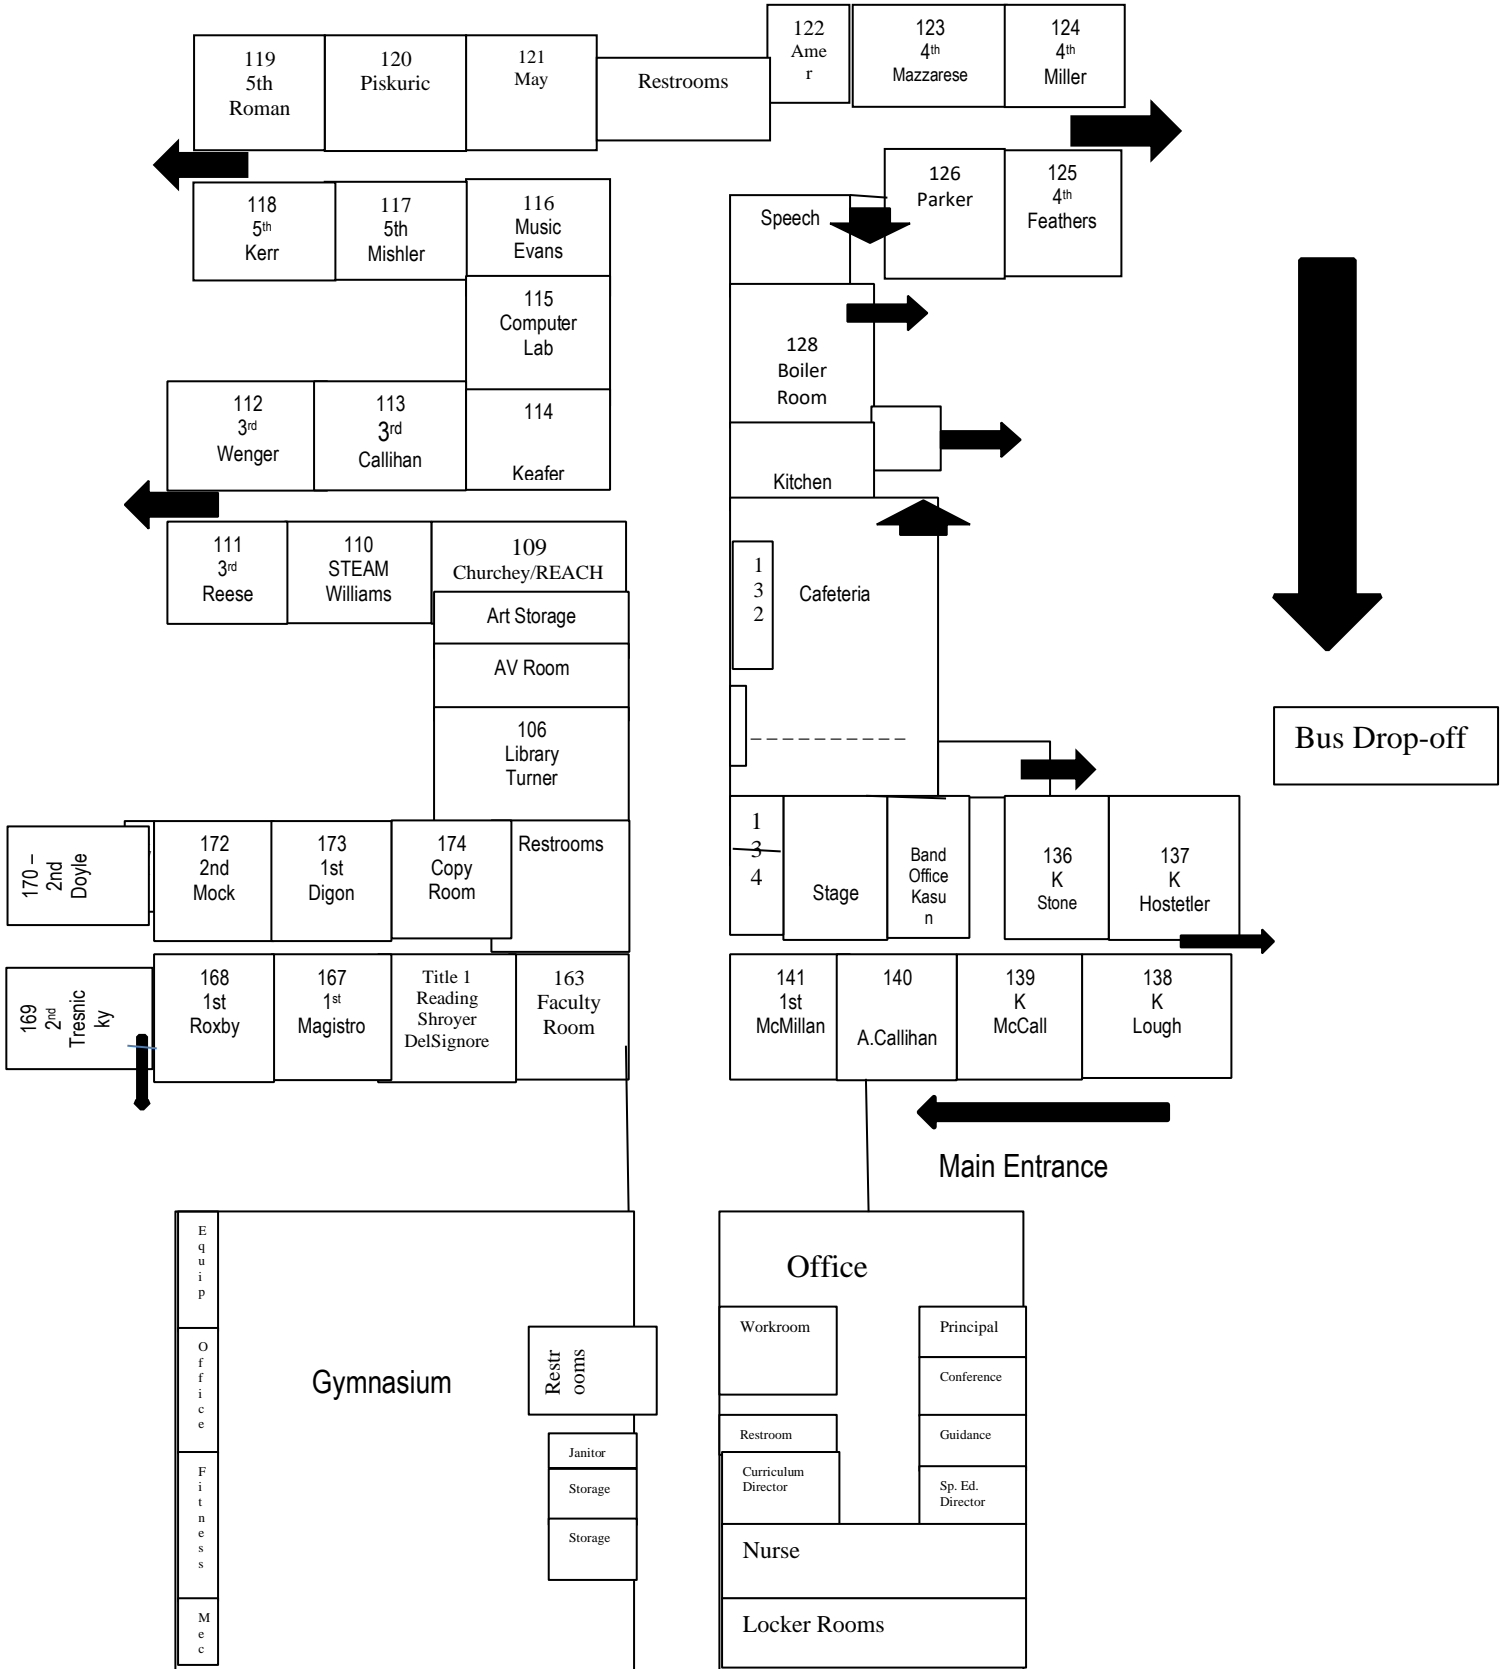 119
5th
Roman
120
Piskuric
121
May
Restrooms
122
Ame
r
123
4th
Mazzarese
124
4th
Miller
118
5th
Kerr
117
5th
Mishler
116
Music
Evans
Speech
126
Parker
125
4th
Feathers
115
Computer
Lab
128
Boiler
Room
112
3rd
Wenger
113
3rd
Callihan
114
Keafer
Kitchen
111
3rd
Reese
110
STEAM
Williams
109
Churchey/REACH
1
3
2
Cafeteria
Art Storage
AV Room
106
Library
Turner
Bus Drop-off
170 –
2nd
Doyle
172
2nd
Mock
173
1st
Digon
174
Copy
Room
Restrooms
1
3
4
Stage
Band
Office
Kasu
n
136
K
Stone
137
K
Hostetler
169
2nd
Tresnic
ky
168
1st
Roxby
167
1st
Magistro
Title 1
Reading
Shroyer
DelSignore
163
Faculty
Room
141
1st
McMillan
140
A.Callihan
139
K
McCall
138
K
Lough
Main Entrance
E
q
u
i
p
O
f
f
i
c
e
F
i
t
n
e
s
s
M
e
c
Gymnasium
Restr
ooms
Janitor
Storage
Storage
Office
Workroom
Principal
Conference
Restroom
Guidance
Curriculum
Director
Sp. Ed.
Director
Nurse
Locker Rooms